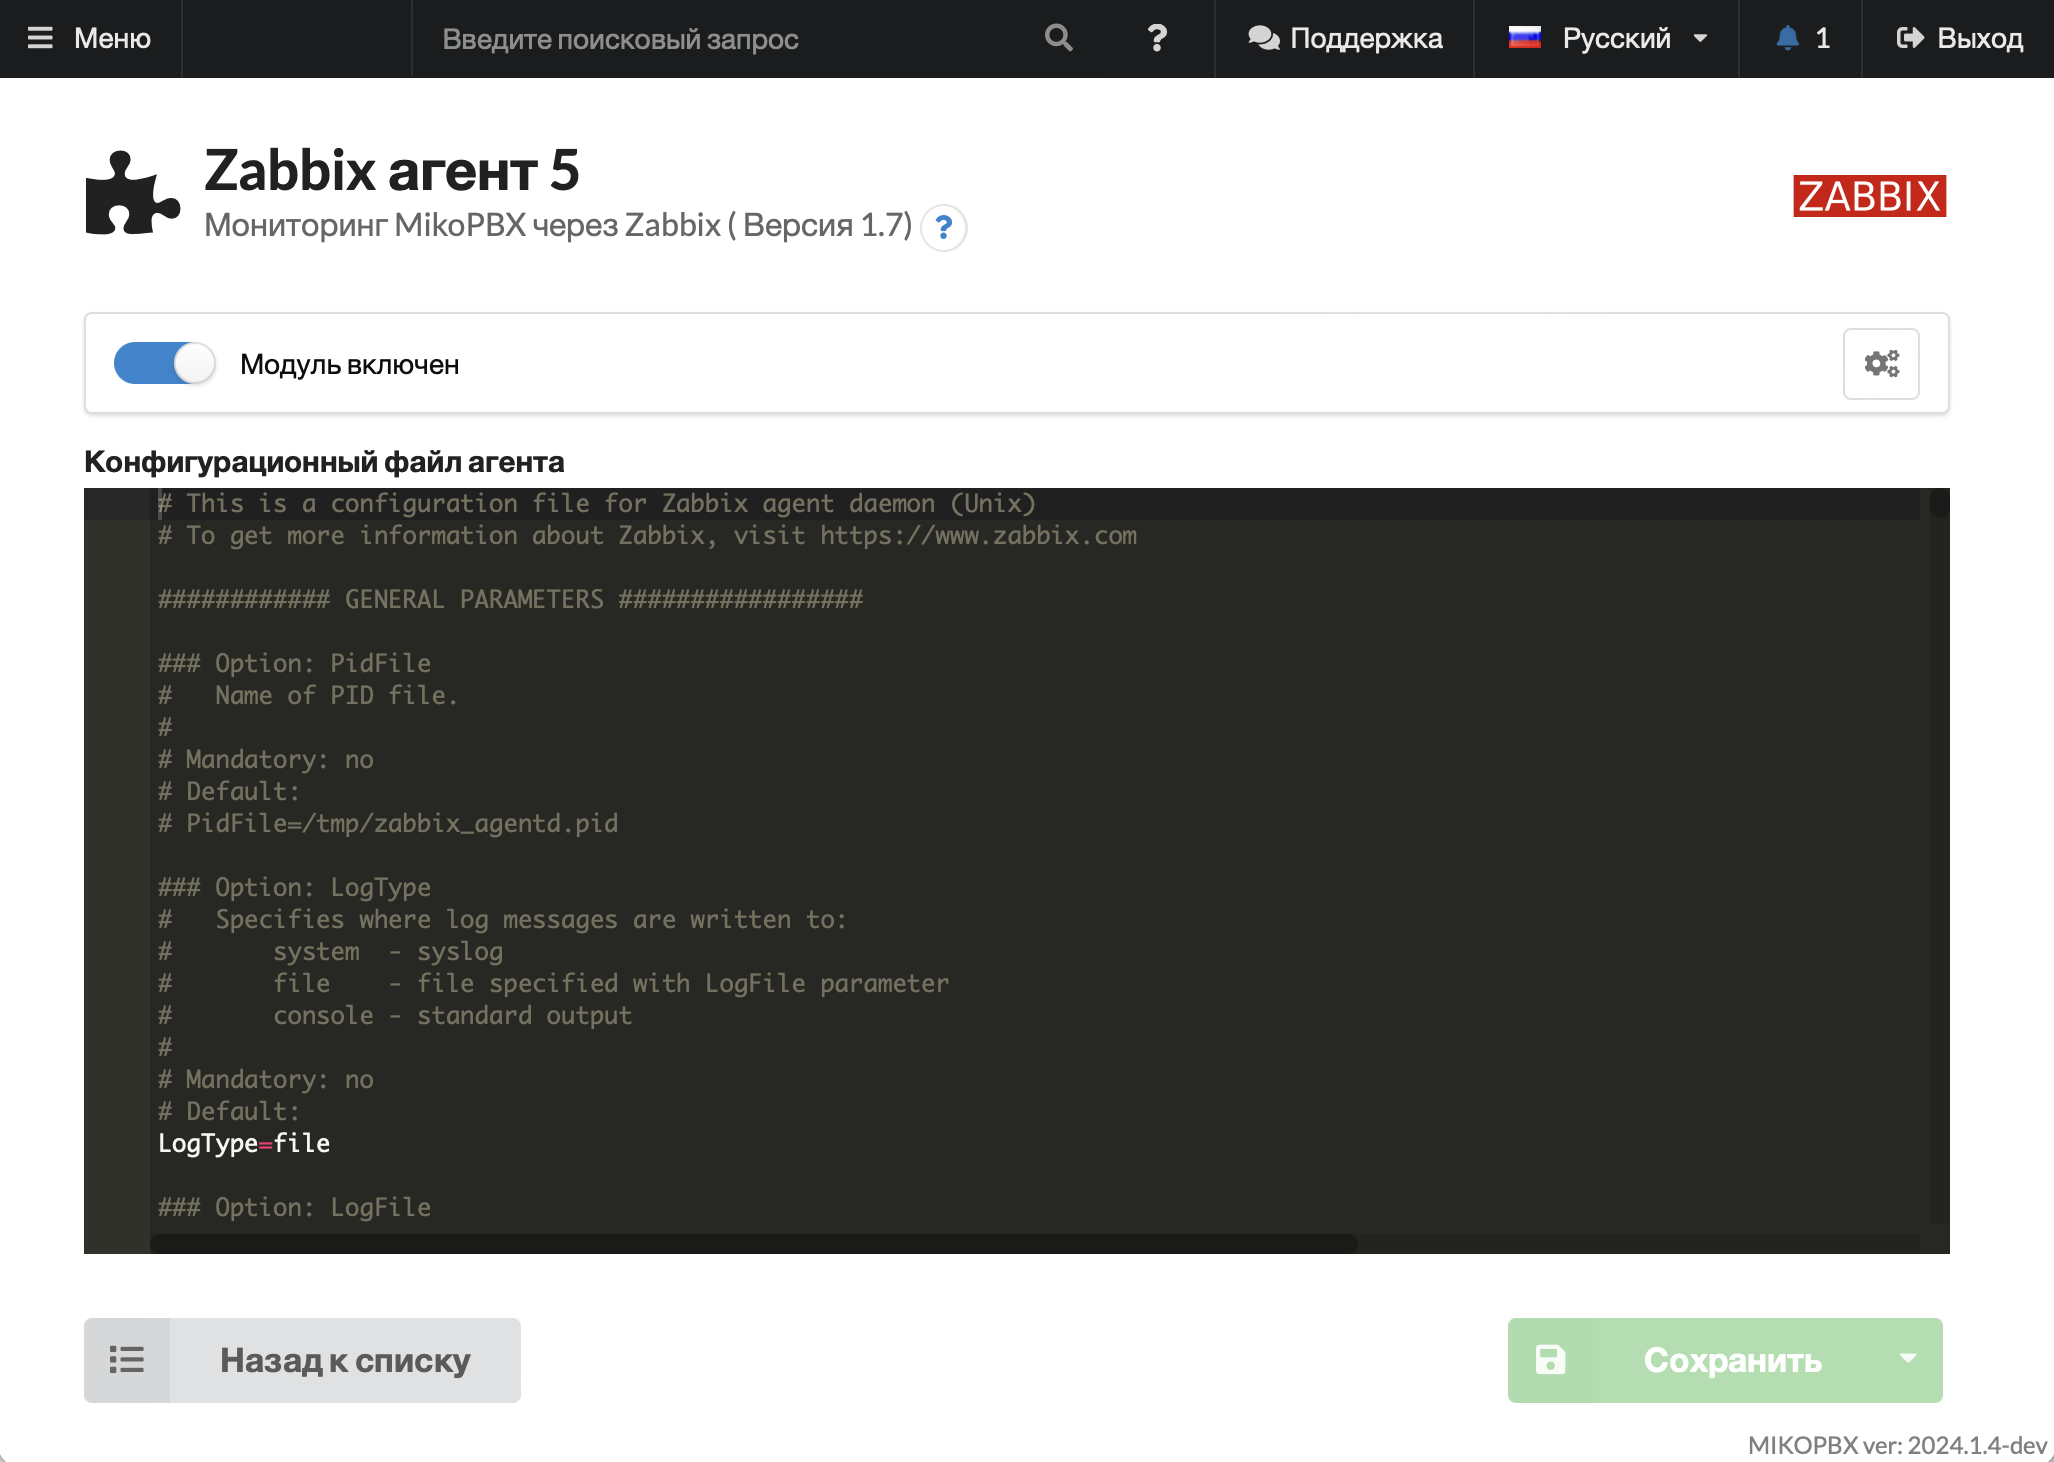 Меню
Введите поисковый запрос
?
Поддержка
Русский
1
Выход
Zabbix агент 5
Мониторинг MikoPBX через Zabbix ( Версия 1.7) ?
ZABBIX
Модуль включен
Конфигурационный файл агента
# This is a configuration file for Zabbix agent daemon (Unix)
# To get more information about Zabbix, visit https://www.zabbix.com
############ GENERAL PARAMETERS #################
### Option: PidFile
#   Name of PID file.
#
# Mandatory: no
# Default:
# PidFile=/tmp/zabbix_agentd.pid
### Option: LogType
#   Specifies where log messages are written to:
#       system  - syslog
#       file    - file specified with LogFile parameter
#       console - standard output
#
# Mandatory: no
# Default:
LogType=file
### Option: LogFile
Назад к списку
Сохранить
MIKOPBX ver: 2024.1.4-dev